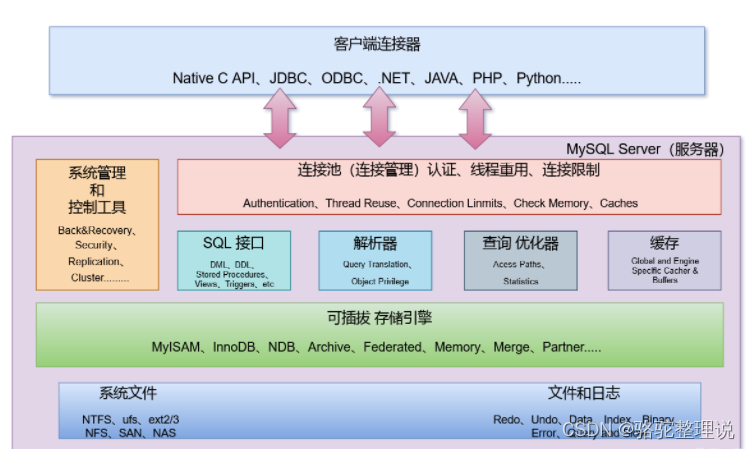 客户端连接器
Native C API、JDBC、ODBC、.NET、JAVA、PHP、Python.....
MySQL Server（服务器）
系统管理
和
控制工具
Back&Recovery、
Security、
Replication、
Cluster.........
连接池（连接管理）认证、线程重用、连接限制
Authentication、Thread Reuse、Connection Linmits、Check Memory、Caches
SQL 接口
DML、DDL、
Stored Procedures、
Views、Triggers、etc
解析器
Query Translation、
Object Privilege
查询 优化器
Acess Paths、
Statistics
缓存
Global and Engine
Specific Cacher &
Buffers
可插拔 存储引擎
MyISAM、InnoDB、NDB、Archive、Federated、Memory、Merge、Partner.....
系统文件
NTFS、ufs、ext2/3
NFS、SAN、NAS
文件和日志
Redo、Undo、Data、Index、Binary、
Error、Query and Slow
CSDN @骆驼整理说